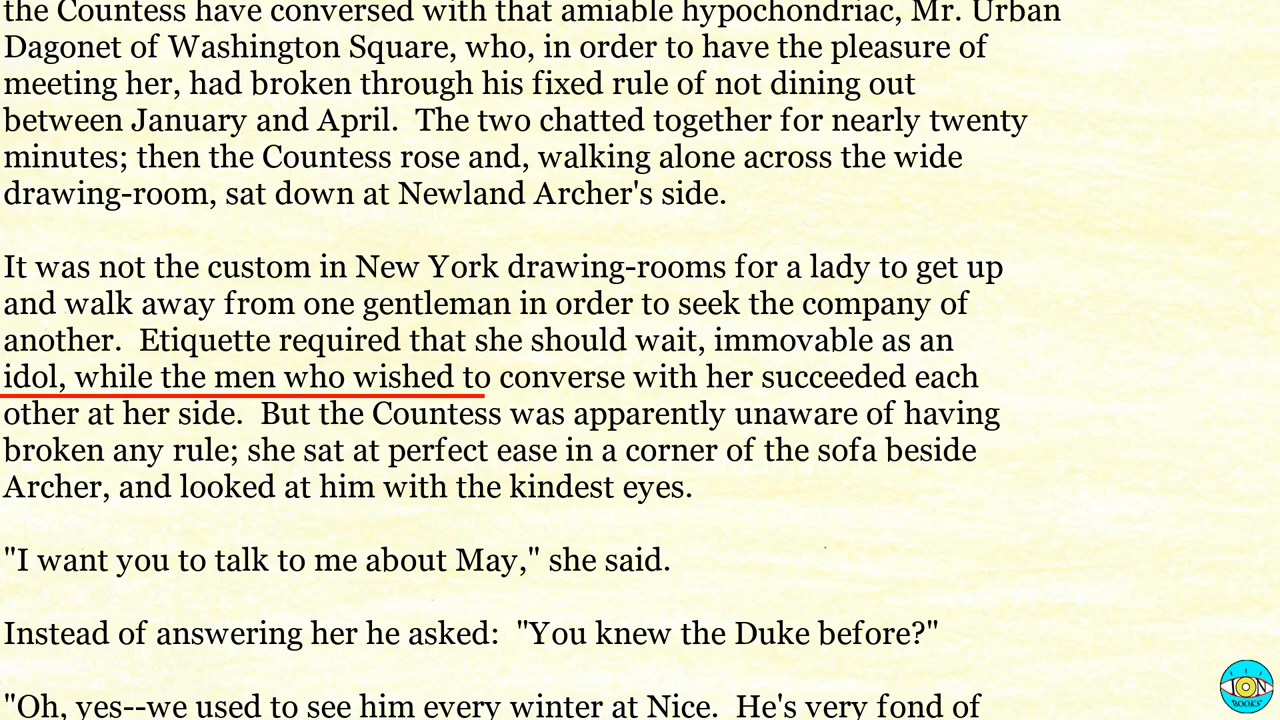 the Countess have conversed with that amiable hypochondriac, Mr. Urban
Dagonet of Washington Square, who, in order to have the pleasure of
meeting her, had broken through his fixed rule of not dining out
between January and April.  The two chatted together for nearly twenty
minutes; then the Countess rose and, walking alone across the wide
drawing-room, sat down at Newland Archer's side.
It was not the custom in New York drawing-rooms for a lady to get up
and walk away from one gentleman in order to seek the company of
another.  Etiquette required that she should wait, immovable as an
idol, while the men who wished to converse with her succeeded each
other at her side.  But the Countess was apparently unaware of having
broken any rule; she sat at perfect ease in a corner of the sofa beside
Archer, and looked at him with the kindest eyes.
"I want you to talk to me about May," she said.
Instead of answering her he asked:  "You knew the Duke before?"
"Oh, yes--we used to see him every winter at Nice.  He's very fond of
ION
BOOKS